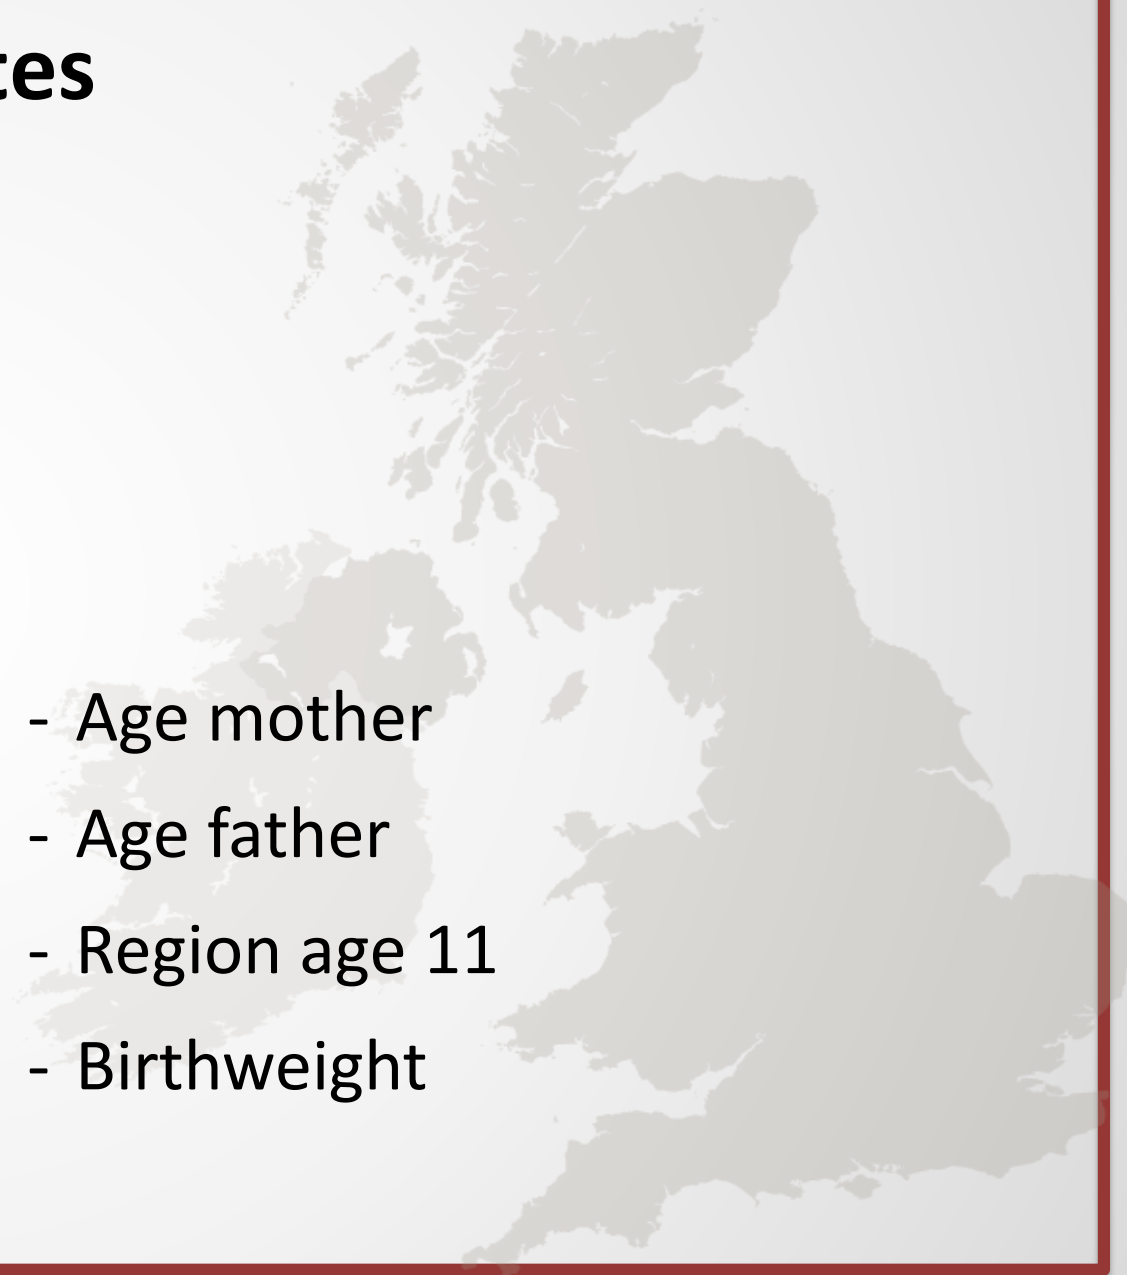 tes
- Age mother
- Age father
- Region age 11
- Birthweight